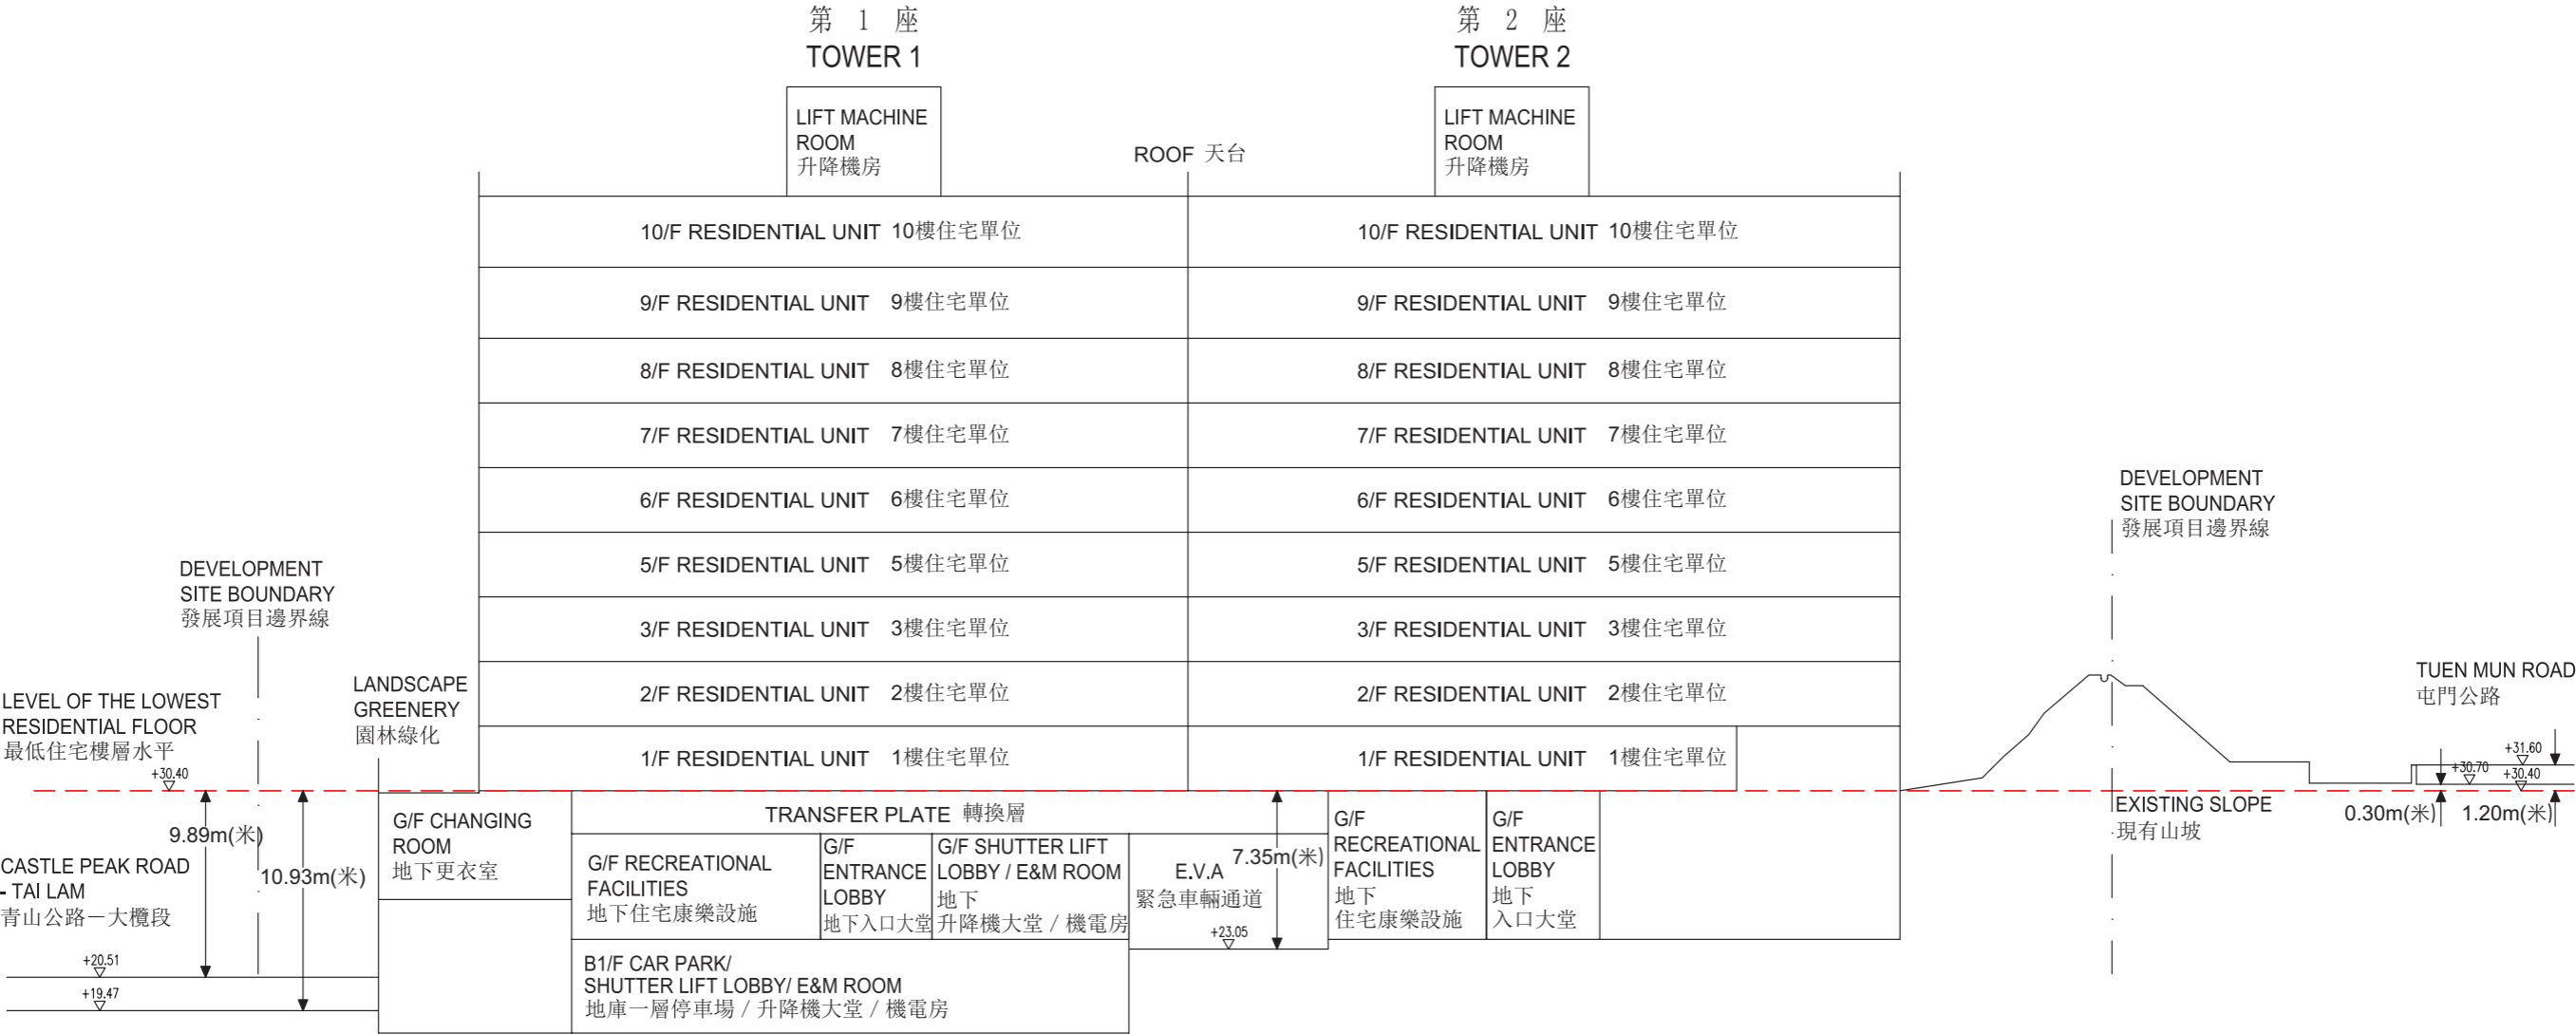 第 1 座
TOWER 1
第 2 座
TOWER 2
LIFT MACHINE
ROOM
升降機房
ROOF 天台
LIFT MACHINE
ROOM
升降機房
10/F RESIDENTIAL UNIT 10樓住宅單位
10/F RESIDENTIAL UNIT 10樓住宅單位
9/F RESIDENTIAL UNIT 9樓住宅單位
9/F RESIDENTIAL UNIT 9樓住宅單位
8/F RESIDENTIAL UNIT 8樓住宅單位
8/F RESIDENTIAL UNIT 8樓住宅單位
7/F RESIDENTIAL UNIT 7樓住宅單位
7/F RESIDENTIAL UNIT 7樓住宅單位
6/F RESIDENTIAL UNIT 6樓住宅單位
6/F RESIDENTIAL UNIT 6樓住宅單位
5/F RESIDENTIAL UNIT 5樓住宅單位
5/F RESIDENTIAL UNIT 5樓住宅單位
3/F RESIDENTIAL UNIT 3樓住宅單位
3/F RESIDENTIAL UNIT 3樓住宅單位
2/F RESIDENTIAL UNIT 2樓住宅單位
2/F RESIDENTIAL UNIT 2樓住宅單位
1/F RESIDENTIAL UNIT 1樓住宅單位
1/F RESIDENTIAL UNIT 1樓住宅單位
DEVELOPMENT
SITE BOUNDARY
發展項目邊界線
DEVELOPMENT
SITE BOUNDARY
發展項目邊界線
LEVEL OF THE LOWEST
RESIDENTIAL FLOOR
最低住宅樓層水平
+30.40
LANDSCAPE
GREENERY
園林綠化
TUEN MUN ROAD
屯門公路
+31.60
+30.70
+30.40
0.30m(米)
1.20m(米)
EXISTING SLOPE
現有山坡
9.89m(米)
10.93m(米)
CASTLE PEAK ROAD
- TAI LAM
青山公路－大欖段
+20.51
+19.47
G/F CHANGING
ROOM
地下更衣室
TRANSFER PLATE 轉換層
G/F RECREATIONAL
FACILITIES
地下住宅康樂設施
G/F
ENTRANCE
LOBBY
地下入口大堂
G/F SHUTTER LIFT
LOBBY / E&M ROOM
地下
升降機大堂 / 機電房
E.V.A
緊急車輛通道
7.35m(米)
+23.05
G/F
RECREATIONAL
FACILITIES
地下
住宅康樂設施
G/F
ENTRANCE
LOBBY
地下
入口大堂
B1/F CAR PARK/
SHUTTER LIFT LOBBY/ E&M ROOM
地庫一層停車場 / 升降機大堂 / 機電房